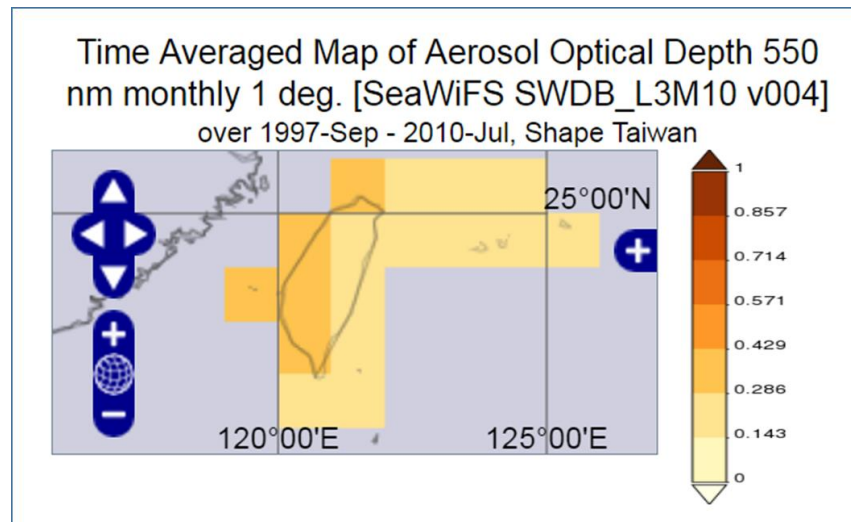 Time Averaged Map of Aerosol Optical Depth 550
nm monthly 1 deg. [SeaWiFS SWDB_L3M10 v004]
over 1997-Sep - 2010-Jul, Shape Taiwan
25°00'N
120°00'E
125°00'E
1
0.857
0.714
0.571
0.429
0.286
0.143
0